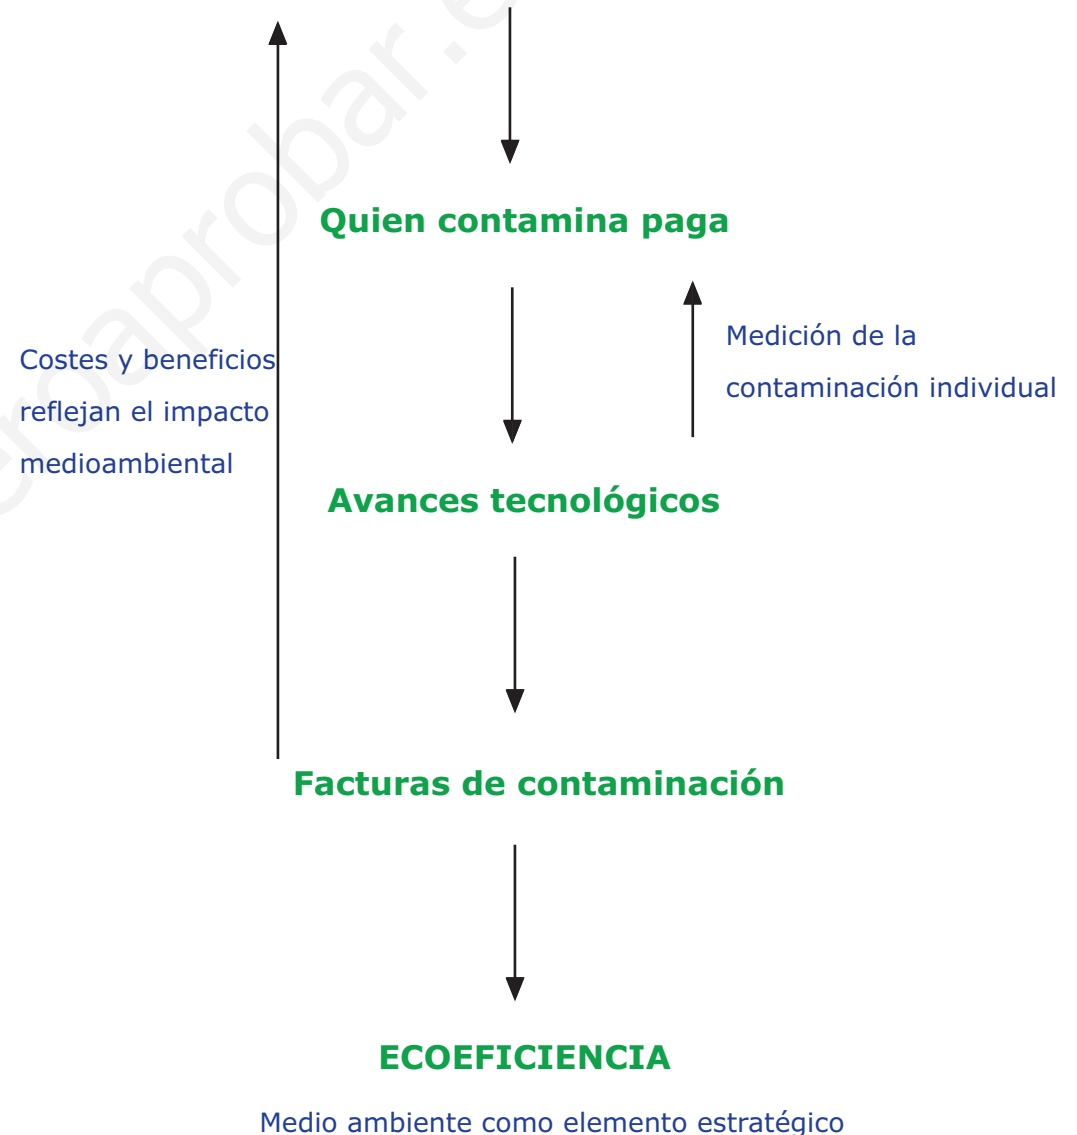 Quien contamina paga
Medición de la
contaminación individual
Costes y beneficios
reflejan el impacto
medioambiental
Avances tecnológicos
Facturas de contaminación
ECOEFICIENCIA
Medio ambiente como elemento estratégico